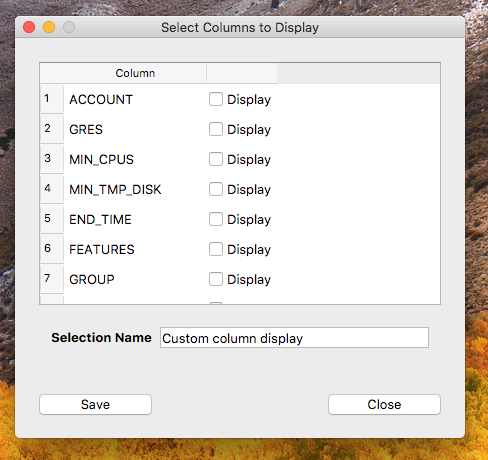 Select Columns to Display
Column
1 ACCOUNT Display
2 GRES Display
3 MIN_CPUS Display
4 MIN_TMP_DISK Display
5 END_TIME Display
6 FEATURES Display
7 GROUP Display
Selection Name Custom column display
Save Close